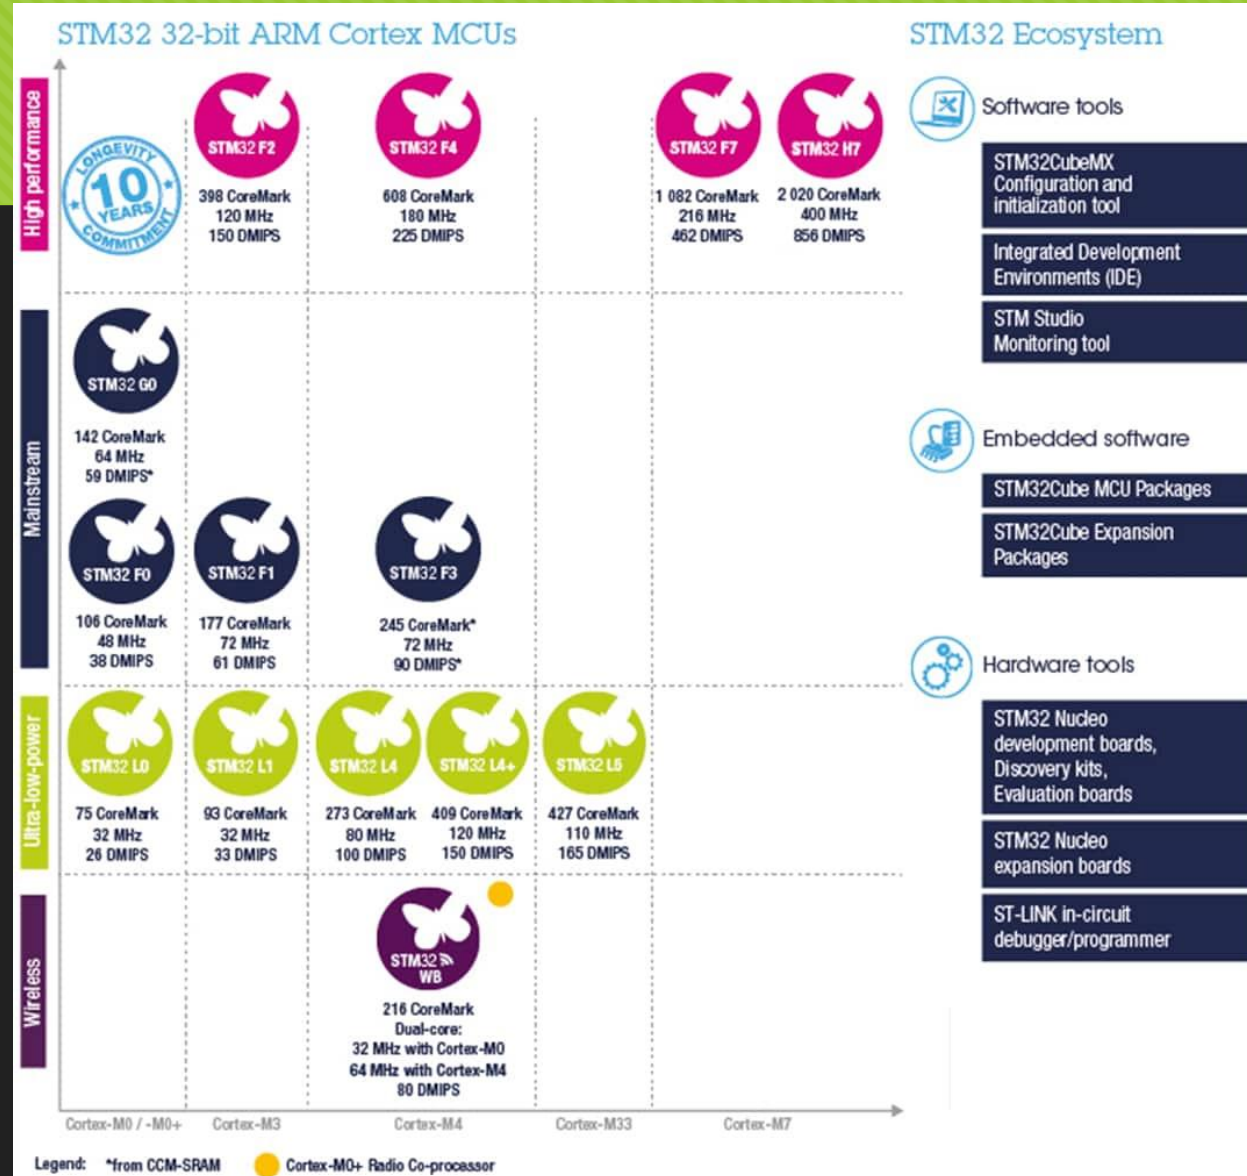 STM32 32-bit ARM Cortex MCUs
STM32 Ecosystem
High performance
LONGEVITY
10
YEARS
COMMITMENT
STM32 F2
398 CoreMark
120 MHz
150 DMIPS
STM32 F4
608 CoreMark
180 MHz
225 DMIPS
STM32 F7
1 082 CoreMark
216 MHz
462 DMIPS
STM32 H7
2 020 CoreMark
400 MHz
856 DMIPS
Mainstream
STM32 G0
142 CoreMark
64 MHz
59 DMIPS*
STM32 F0
106 CoreMark
48 MHz
38 DMIPS
STM32 F1
177 CoreMark
72 MHz
61 DMIPS
STM32 F3
245 CoreMark*
72 MHz
90 DMIPS*
Ultra-low-power
STM32 L0
75 CoreMark
32 MHz
26 DMIPS
STM32 L1
93 CoreMark
32 MHz
33 DMIPS
STM32 L4
273 CoreMark
80 MHz
100 DMIPS
STM32 L4+
409 CoreMark
120 MHz
150 DMIPS
STM32 L5
427 CoreMark
110 MHz
165 DMIPS
Wireless
STM32
WB
216 CoreMark
Dual-core:
32 MHz with Cortex-M0
64 MHz with Cortex-M4
80 DMIPS
Cortex-M0 / -M0+
Cortex-M3
Cortex-M4
Cortex-M33
Cortex-M7
Legend: *from CCM-SRAM
Cortex-M0+ Radio Co-processor
Software tools
STM32CubeMX
Configuration and
initialization tool
Integrated Development
Environments (IDE)
STM Studio
Monitoring tool
Embedded software
STM32Cube MCU Packages
STM32Cube Expansion
Packages
Hardware tools
STM32 Nucleo
development boards,
Discovery kits,
Evaluation boards
STM32 Nucleo
expansion boards
ST-LINK in-circuit
debugger/programmer